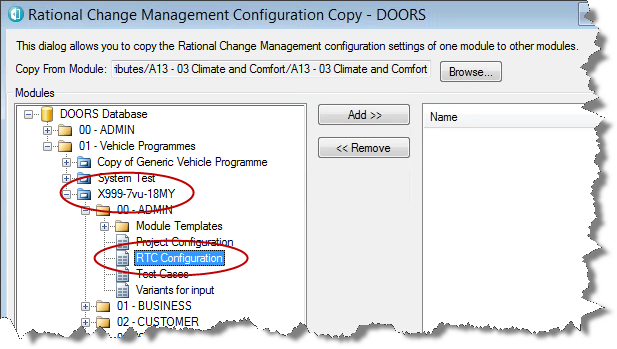 Rational Change Management Configuration Copy - DOORS
This dialog allows you to copy the Rational Change Management configuration settings of one module to other modules.
Copy From Module: ributes/A13 - 03 Climate and Comfort/A13 - 03 Climate and Comfort Browse...
Modules
DOORS Database
00 - ADMIN
01 - Vehicle Programmes
Copy of Generic Vehicle Programme
System Test
X999-7vu-18MY
00 - ADMIN
Module Templates
Project Configuration
RTC Configuration
Test Cases
Variants for input
01 - BUSINESS
02 - CUSTOMER
Add >>
<< Remove
Name